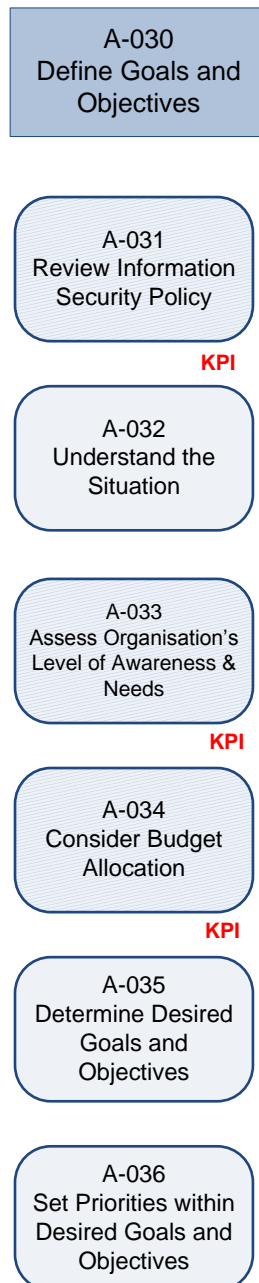 A-030
Define Goals and
Objectives
A-031
Review Information
Security Policy
KPI
A-032
Understand the
Situation
A-033
Assess Organisation’s
Level of Awareness &
Needs
KPI
A-034
Consider Budget
Allocation
KPI
A-035
Determine Desired
Goals and
Objectives
A-036
Set Priorities within
Desired Goals and
Objectives